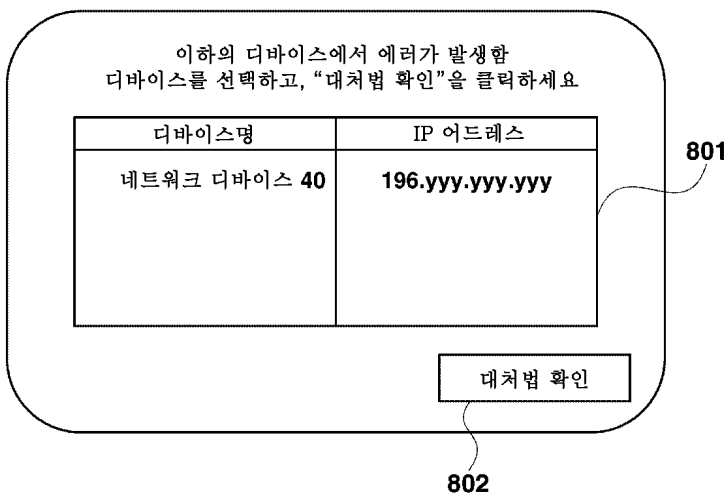 이하의 디바이스에서 에러가 발생함
디바이스를 선택하고, “대처법 확인”을 클릭하세요
디바이스명 IP 어드레스
801
네트워크 디바이스 40 196.yyy.yyy.yyy
대처법 확인
802